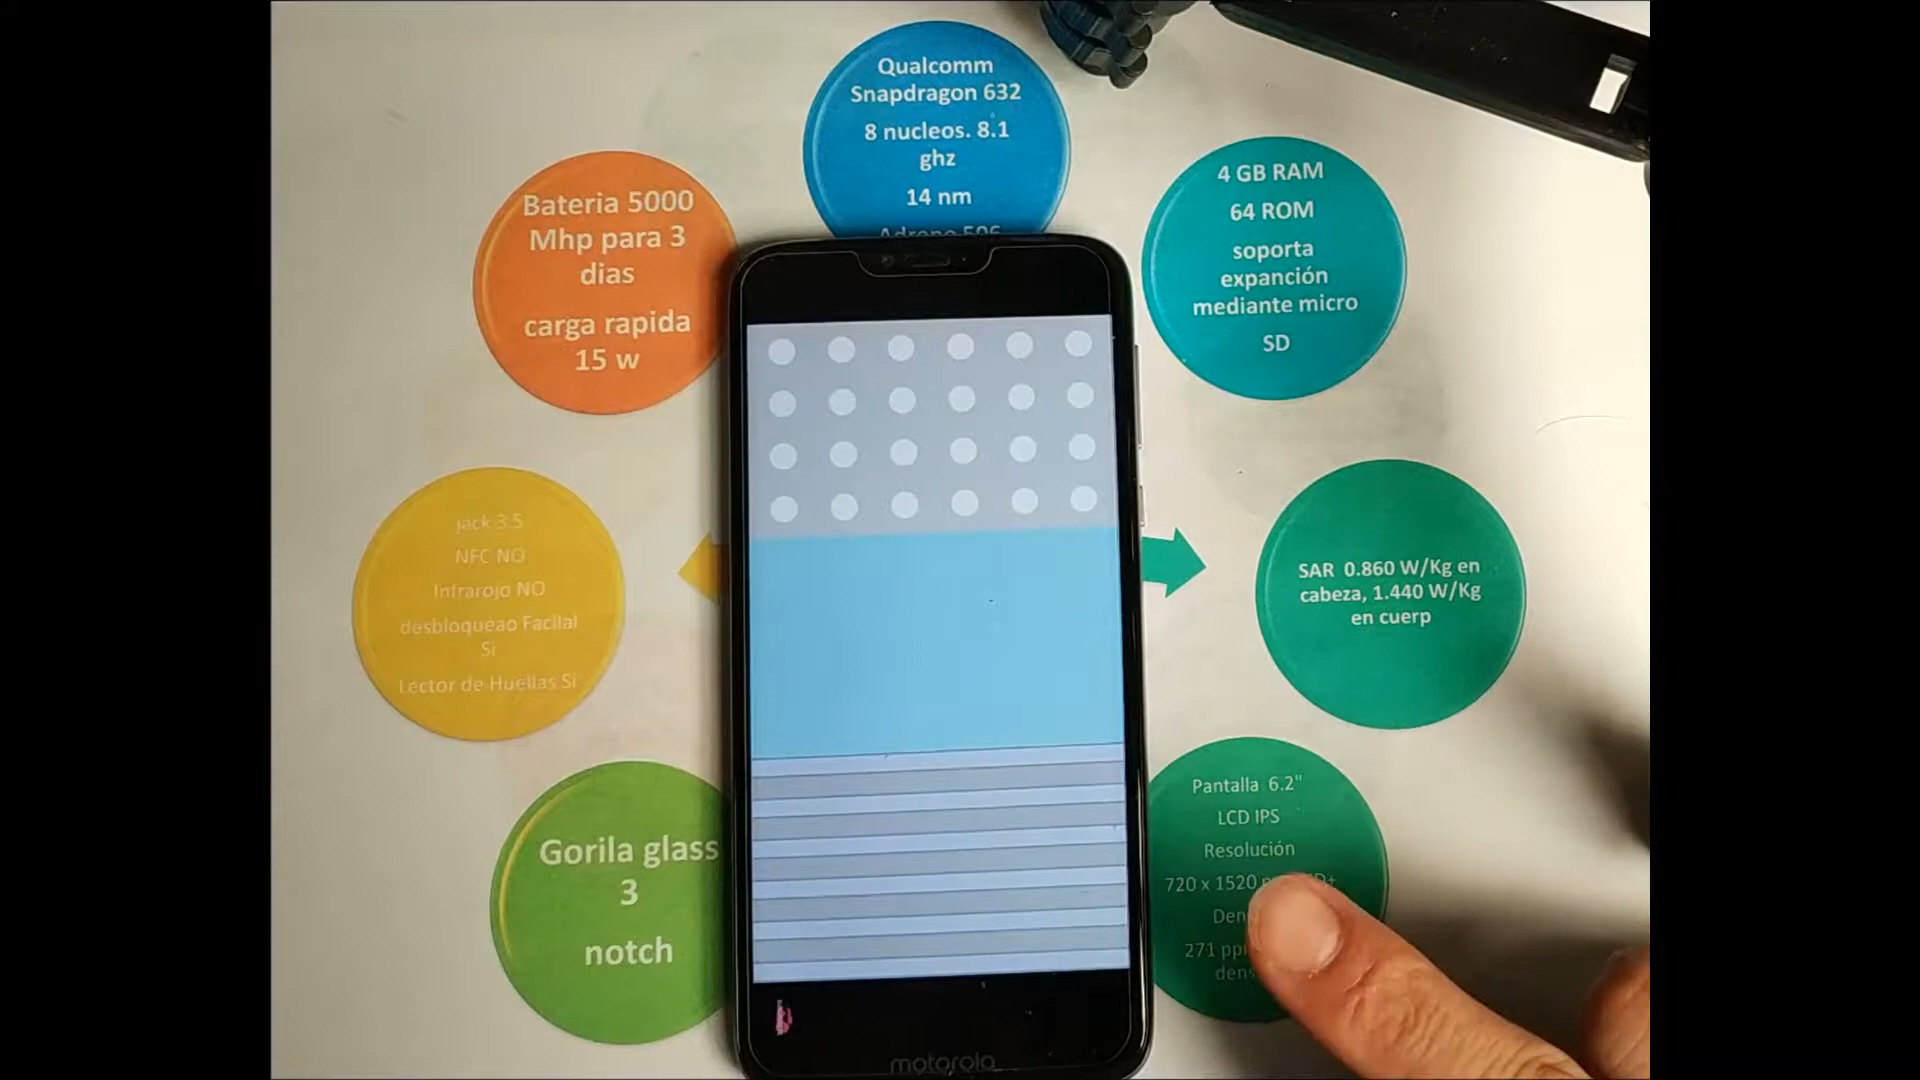 Qualcomm
Snapdragon 632
8 nucleos. 8.1
ghz
14 nm
Adreno 506
Bateria 5000
Mhp para 3
dias
carga rapida
15 w
4 GB RAM
64 ROM
soporta
expanción
mediante micro
SD
jack 3.5
NFC NO
Infrarojo NO
desbloqueao Facilal
Si
Lector de Huellas Si
SAR 0.860 W/Kg en
cabeza, 1.440 W/Kg
en cuerp
Gorila glass
3
notch
Pantalla 6.2"
LCD IPS
Resolución
720 x 1520
271
motorola